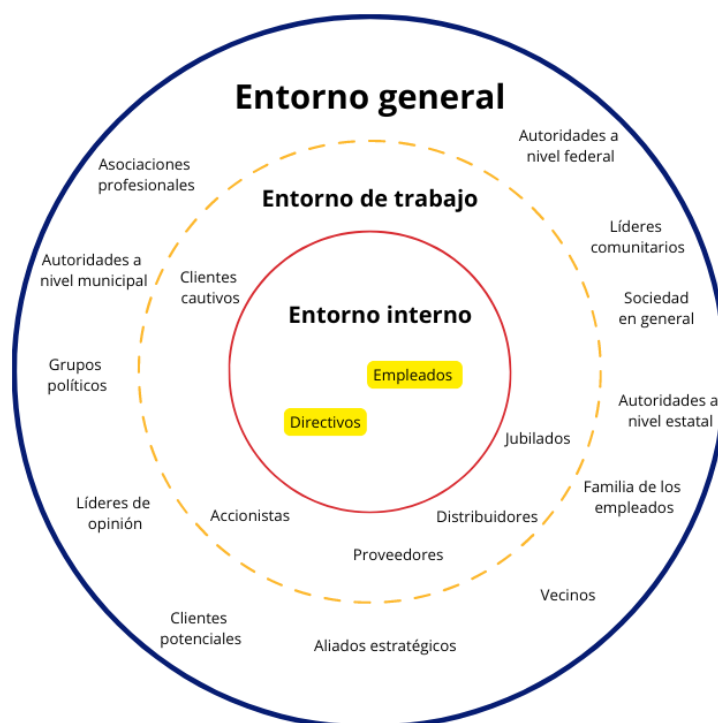 Entorno general
Autoridades a
nivel federal
Asociaciones
profesionales
Entorno de trabajo
Líderes
comunitarios
Autoridades a
nivel municipal
Clientes
cautivos
Sociedad
en general
Entorno interno
Grupos
políticos
Empleados
Autoridades a
nivel estatal
Directivos
Jubilados
Familia de los
empleados
Líderes de
opinión
Accionistas
Distribuidores
Proveedores
Vecinos
Clientes
potenciales
Aliados estratégicos